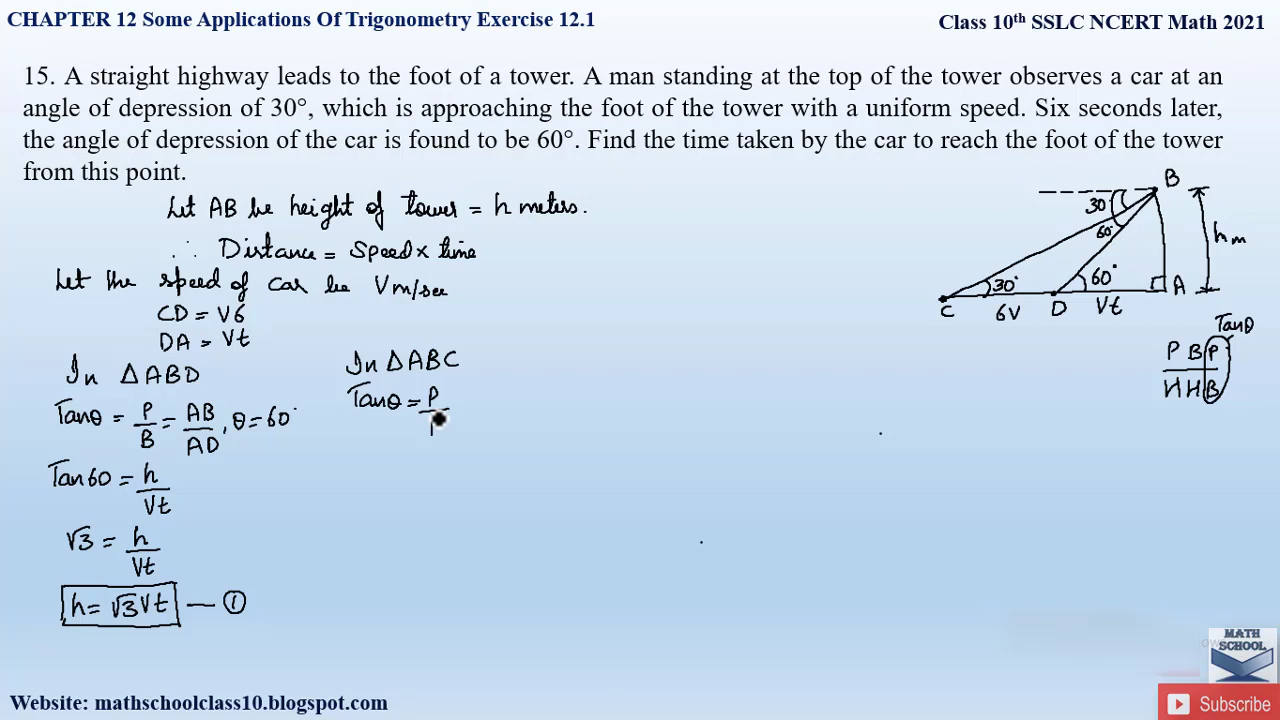 CHAPTER 12 Some Applications Of Trigonometry Exercise 12.1
Class 10th SSLC NCERT Math 2021
15. A straight highway leads to the foot of a tower. A man standing at the top of the tower observes a car at an
angle of depression of 30°, which is approaching the foot of the tower with a uniform speed. Six seconds later,
the angle of depression of the car is found to be 60°. Find the time taken by the car to reach the foot of the tower
from this point.
Let AB be height of tower = h meters.
∴ Distance = Speed x time
Let the speed of car be V m/sec
CD = V6
DA = Vt
In △ABD
Tanθ = P/B = AB/AD, θ = 60°
Tan60 = h/Vt
√3 = h/Vt
h = √3Vt — ①
In △ABC
Tanθ = P
B
30
60°
hm
30°
60°
A
C
6V
D
Vt
Tanθ
P B P
H H B
MATH
SCHOOL
Website: mathschoolclass10.blogspot.com
Subscribe